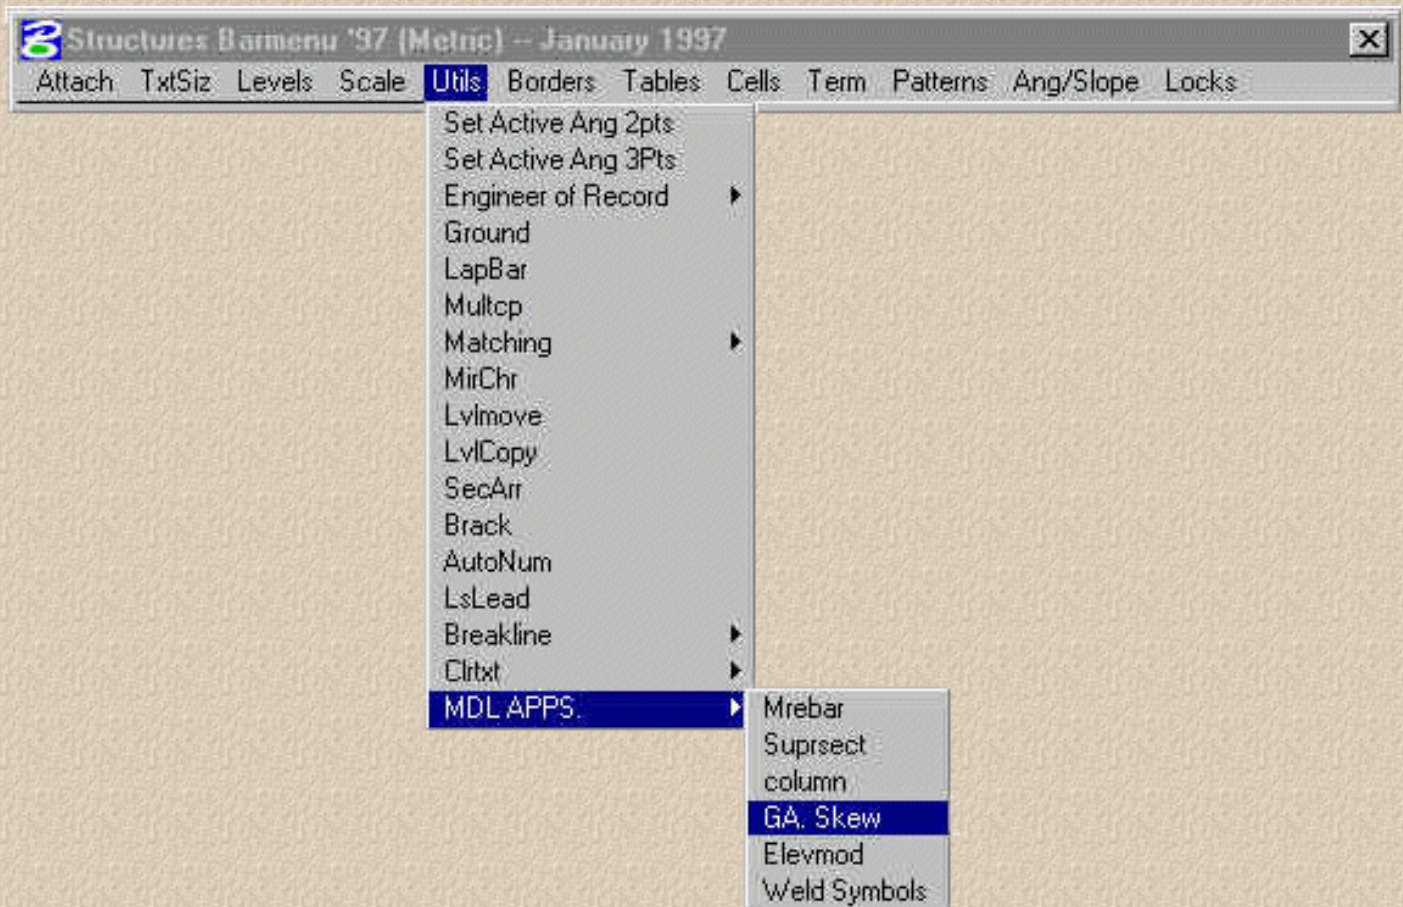 Structures Barmenu '97 (Metric) -- January 1997
Attach TxtSiz Levels Scale Utils Borders Tables Cells Term Patterns Ang/Slope Locks
Set Active Ang 2pts
Set Active Ang 3Pts
Engineer of Record
Ground
LapBar
Multcp
Matching
MirChr
Lvlmove
LvlCopy
SecArr
Brack
AutoNum
LsLead
Breakline
Clrtxt
MDL APPS.
Mrebar
Suprsect
column
GA. Skew
Elevmod
Weld Symbols